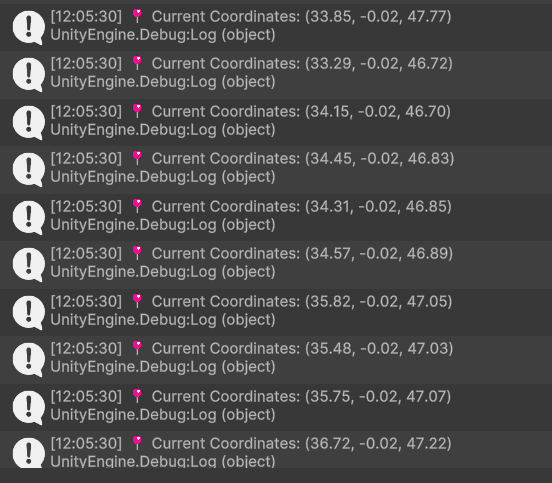 [12:05:30] 📍 Current Coordinates: (33.85, -0.02, 47.77)
UnityEngine.Debug:Log (object)
[12:05:30] 📍 Current Coordinates: (33.29, -0.02, 46.72)
UnityEngine.Debug:Log (object)
[12:05:30] 📍 Current Coordinates: (34.15, -0.02, 46.70)
UnityEngine.Debug:Log (object)
[12:05:30] 📍 Current Coordinates: (34.45, -0.02, 46.83)
UnityEngine.Debug:Log (object)
[12:05:30] 📍 Current Coordinates: (34.31, -0.02, 46.85)
UnityEngine.Debug:Log (object)
[12:05:30] 📍 Current Coordinates: (34.57, -0.02, 46.89)
UnityEngine.Debug:Log (object)
[12:05:30] 📍 Current Coordinates: (35.82, -0.02, 47.05)
UnityEngine.Debug:Log (object)
[12:05:30] 📍 Current Coordinates: (35.48, -0.02, 47.03)
UnityEngine.Debug:Log (object)
[12:05:30] 📍 Current Coordinates: (35.75, -0.02, 47.07)
UnityEngine.Debug:Log (object)
[12:05:30] 📍 Current Coordinates: (36.72, -0.02, 47.22)
UnityEngine.Debug:Log (object)